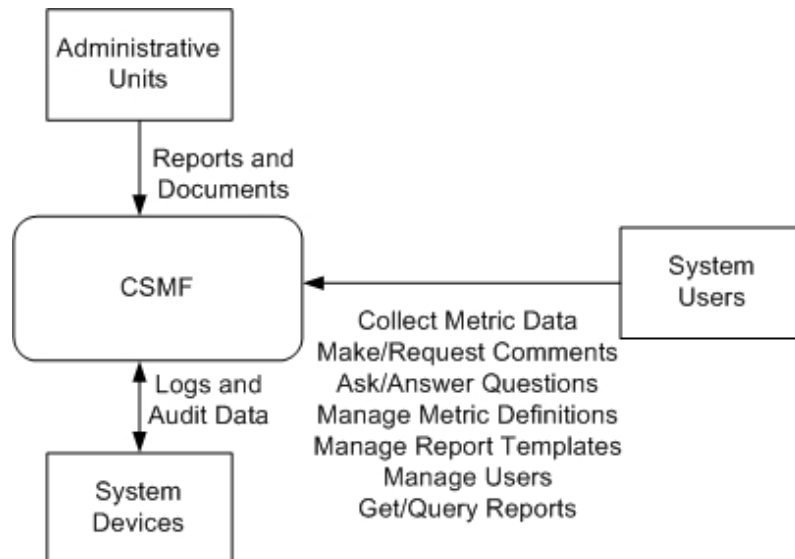 Administrative
Units
Reports and
Documents
CSMF
System
Users
Collect Metric Data
Make/Request Comments
Ask/Answer Questions
Manage Metric Definitions
Manage Report Templates
Manage Users
Get/Query Reports
Logs and
Audit Data
System
Devices